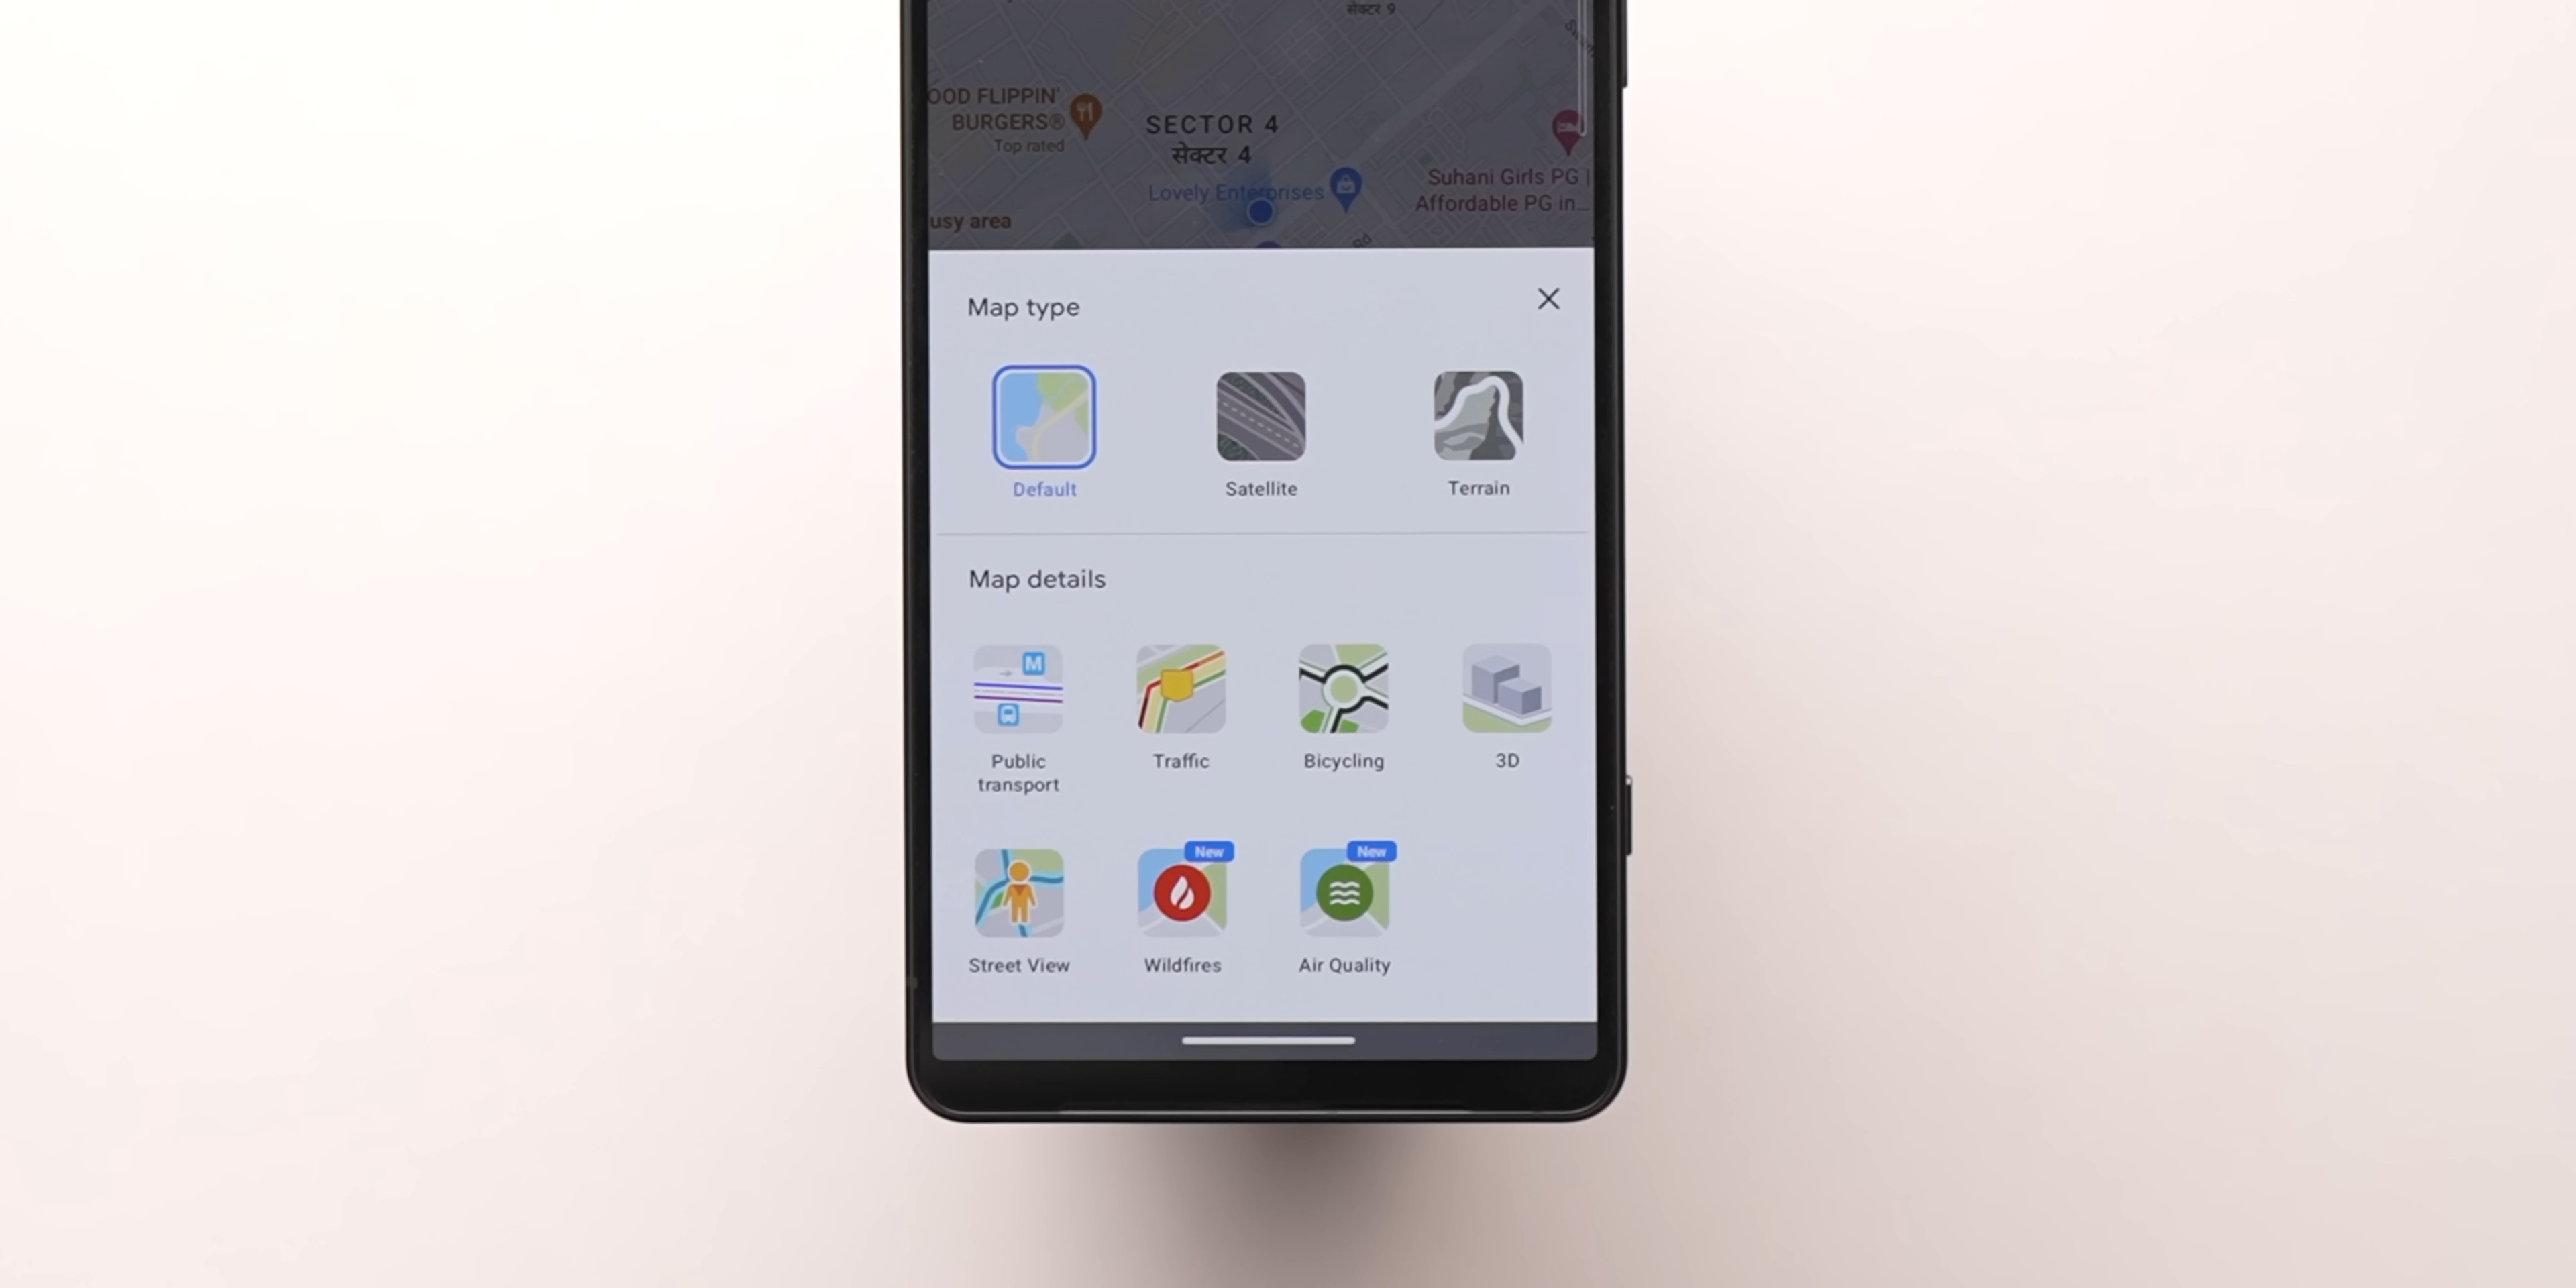 सेक्टर 9
OOD FLIPPIN'
BURGERS®
Top rated
SECTOR 4
सेक्टर 4
Lovely Enterprises
Suhani Girls PG |
Affordable PG in...
usy area
Rd
Map type
Default
Satellite
Terrain
Map details
M
Public
transport
Traffic
Bicycling
3D
New
New
Street View
Wildfires
Air Quality